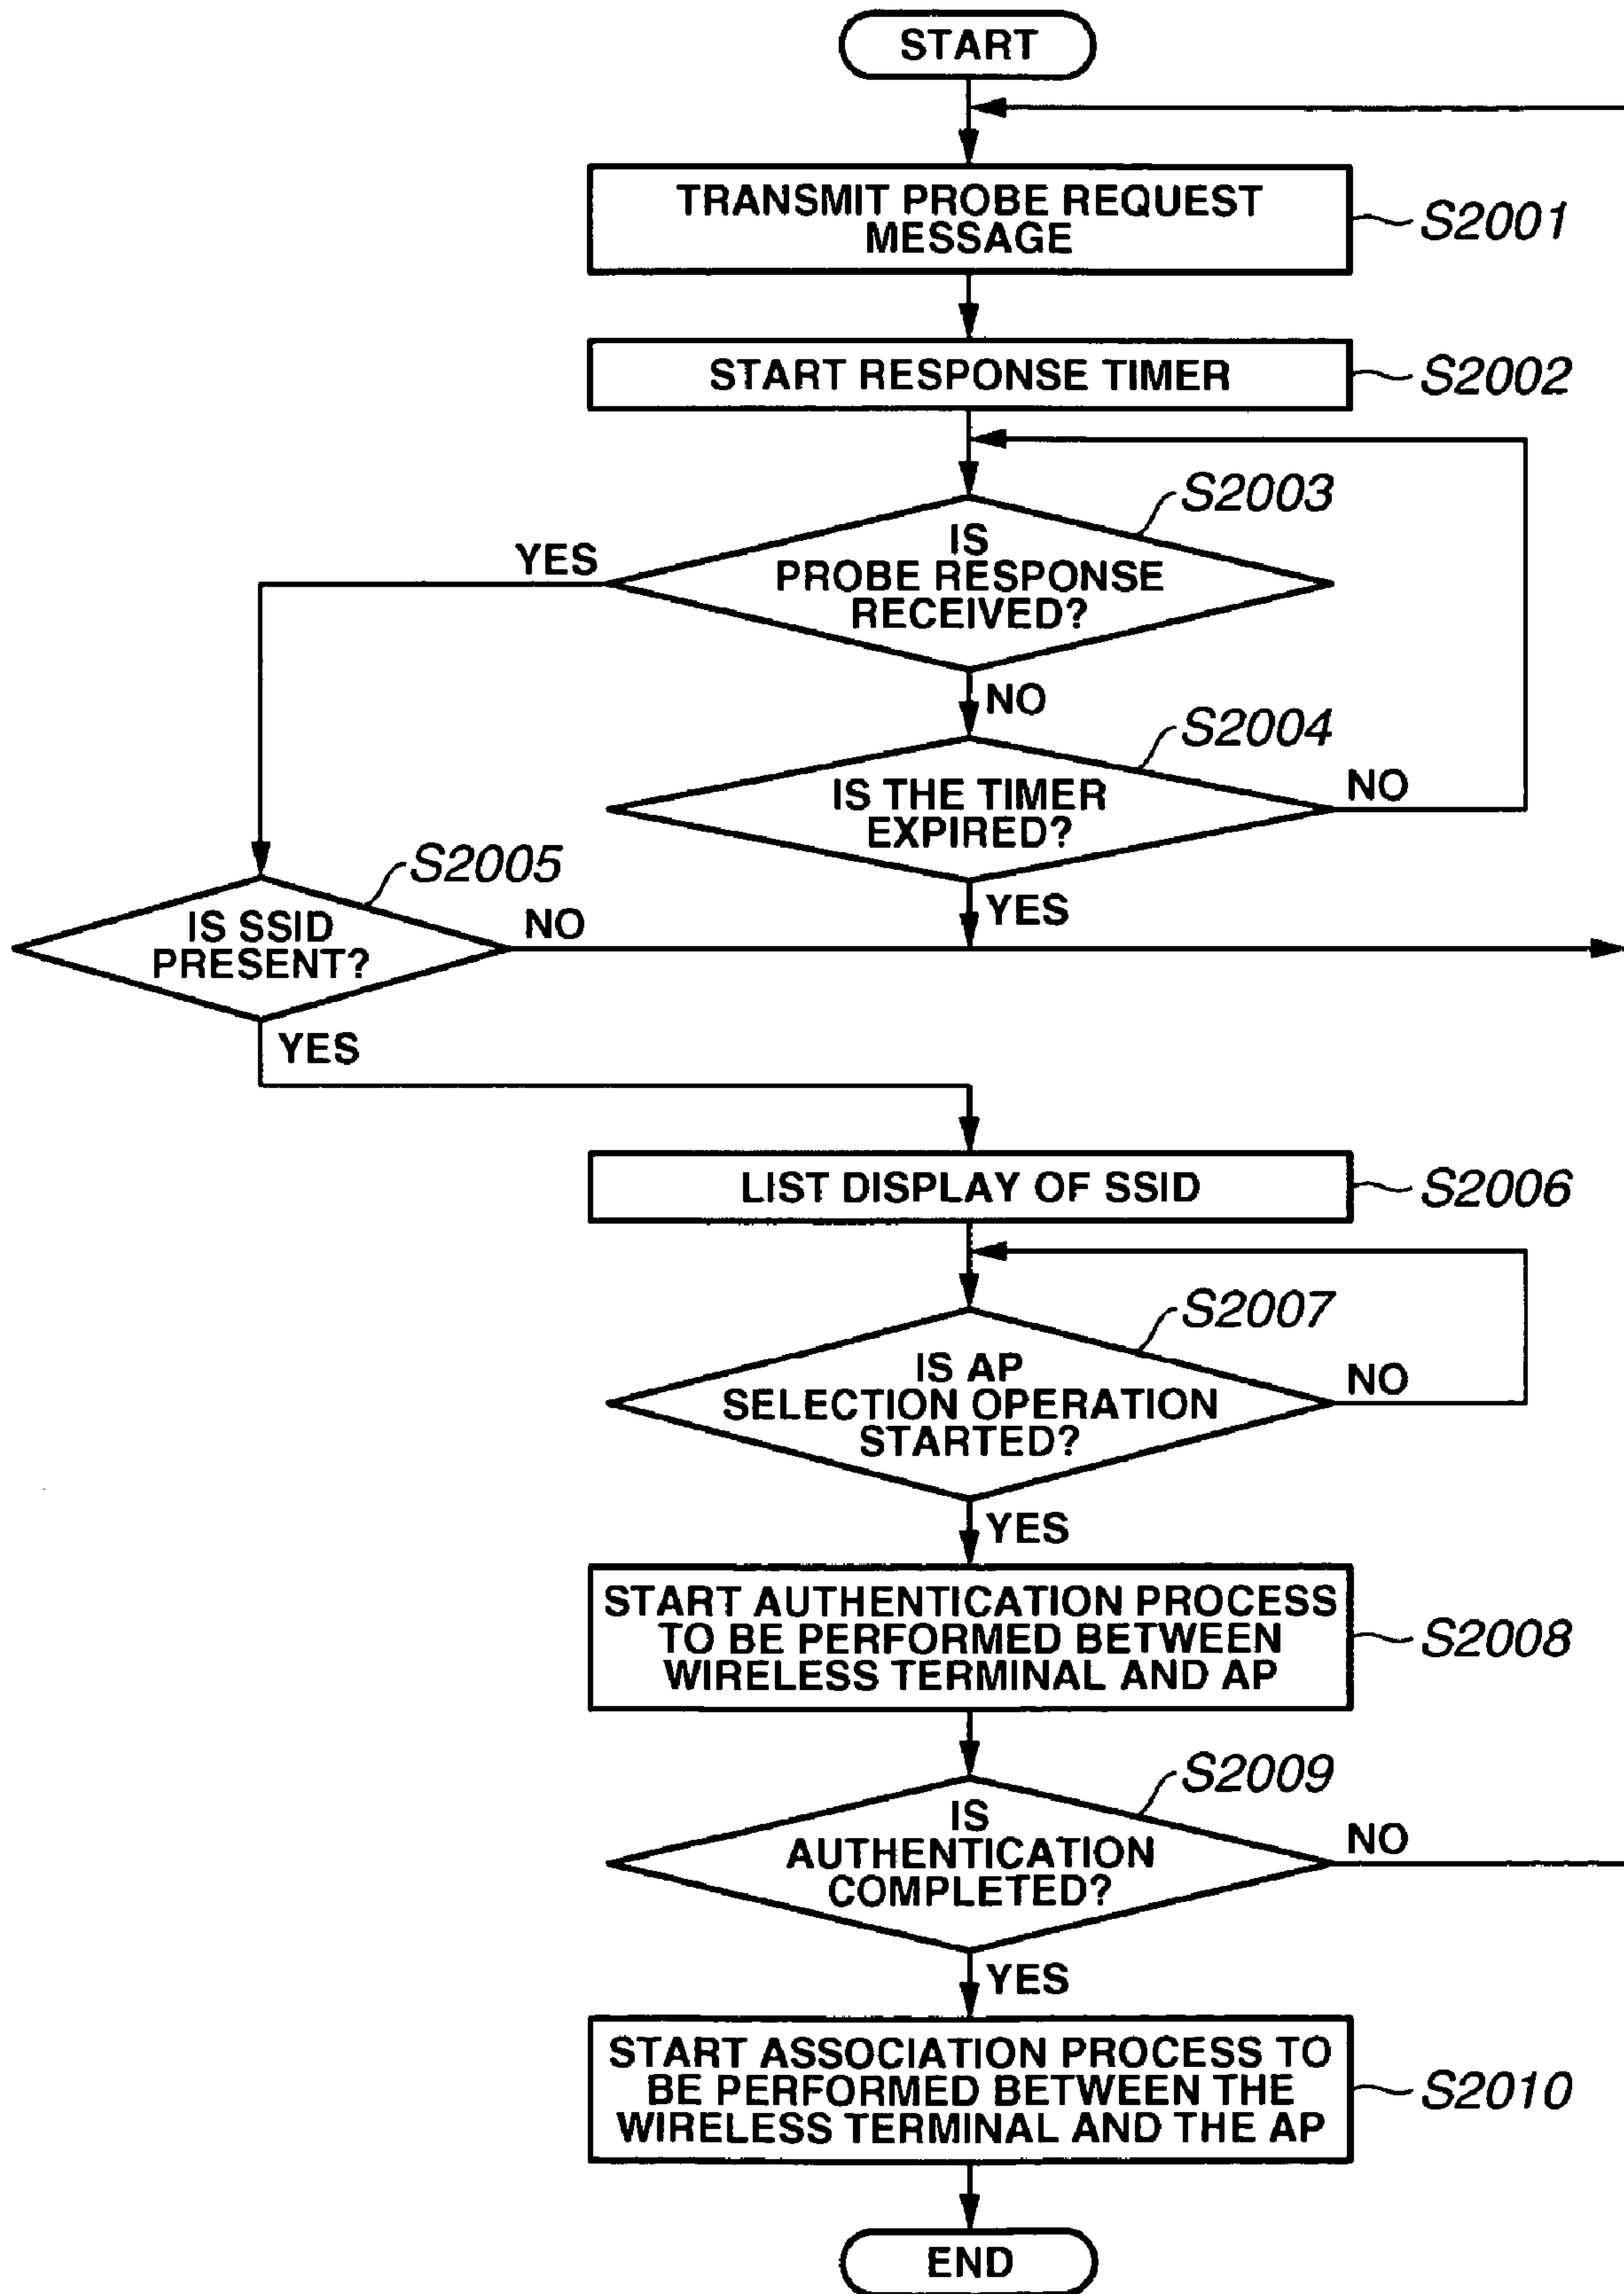 START
TRANSMIT PROBE REQUEST
MESSAGE
S2001
START RESPONSE TIMER
S2002
S2003
IS
PROBE RESPONSE
RECEIVED?
YES
NO
S2004
IS THE TIMER
EXPIRED?
NO
YES
S2005
IS SSID
PRESENT?
NO
YES
LIST DISPLAY OF SSID
S2006
S2007
IS AP
SELECTION OPERATION
STARTED?
NO
YES
START AUTHENTICATION PROCESS
TO BE PERFORMED BETWEEN
WIRELESS TERMINAL AND AP
S2008
S2009
IS
AUTHENTICATION
COMPLETED?
NO
YES
START ASSOCIATION PROCESS TO
BE PERFORMED BETWEEN THE
WIRELESS TERMINAL AND THE AP
S2010
END